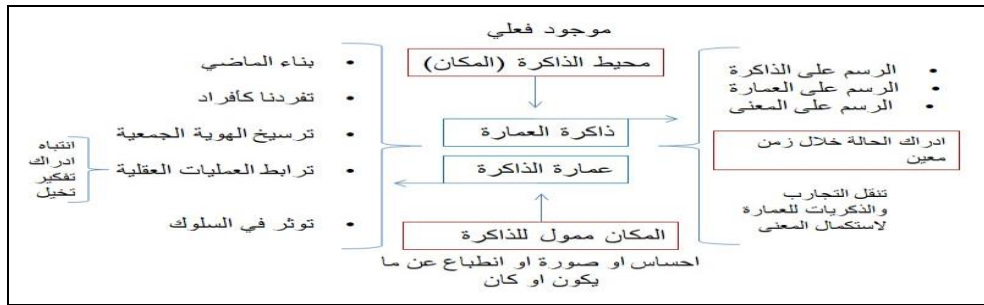 موجود فعلي
محيط الذاكرة (المكان)
الرسم على الذاكرة
الرسم على العمارة
الرسم على المعنى
ادراك الحالة خلال زمن
معين
تنقل التجارب
والذكريات للعمارة
لاستكمال المعنى
ذاكرة العمارة
عمارة الذاكرة
المكان ممول للذاكرة
احساس او صورة او انطباع عن ما
يكون او كان
بناء الماضي
تفردنا كأفراد
ترسيخ الهوية الجمعية
ترابط العمليات العقلية
توثر في السلوك
انتباه
ادراك
تفكير
تخيل